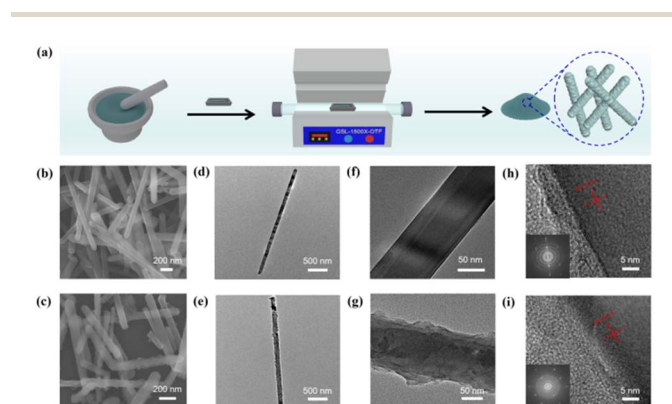 (a)
GSL-1500X-OTF
(b)
(d)
(f)
(h)
200 nm
500 nm
50 nm
5 nm
(c)
(e)
(g)
(i)
200 nm
500 nm
50 nm
5 nm